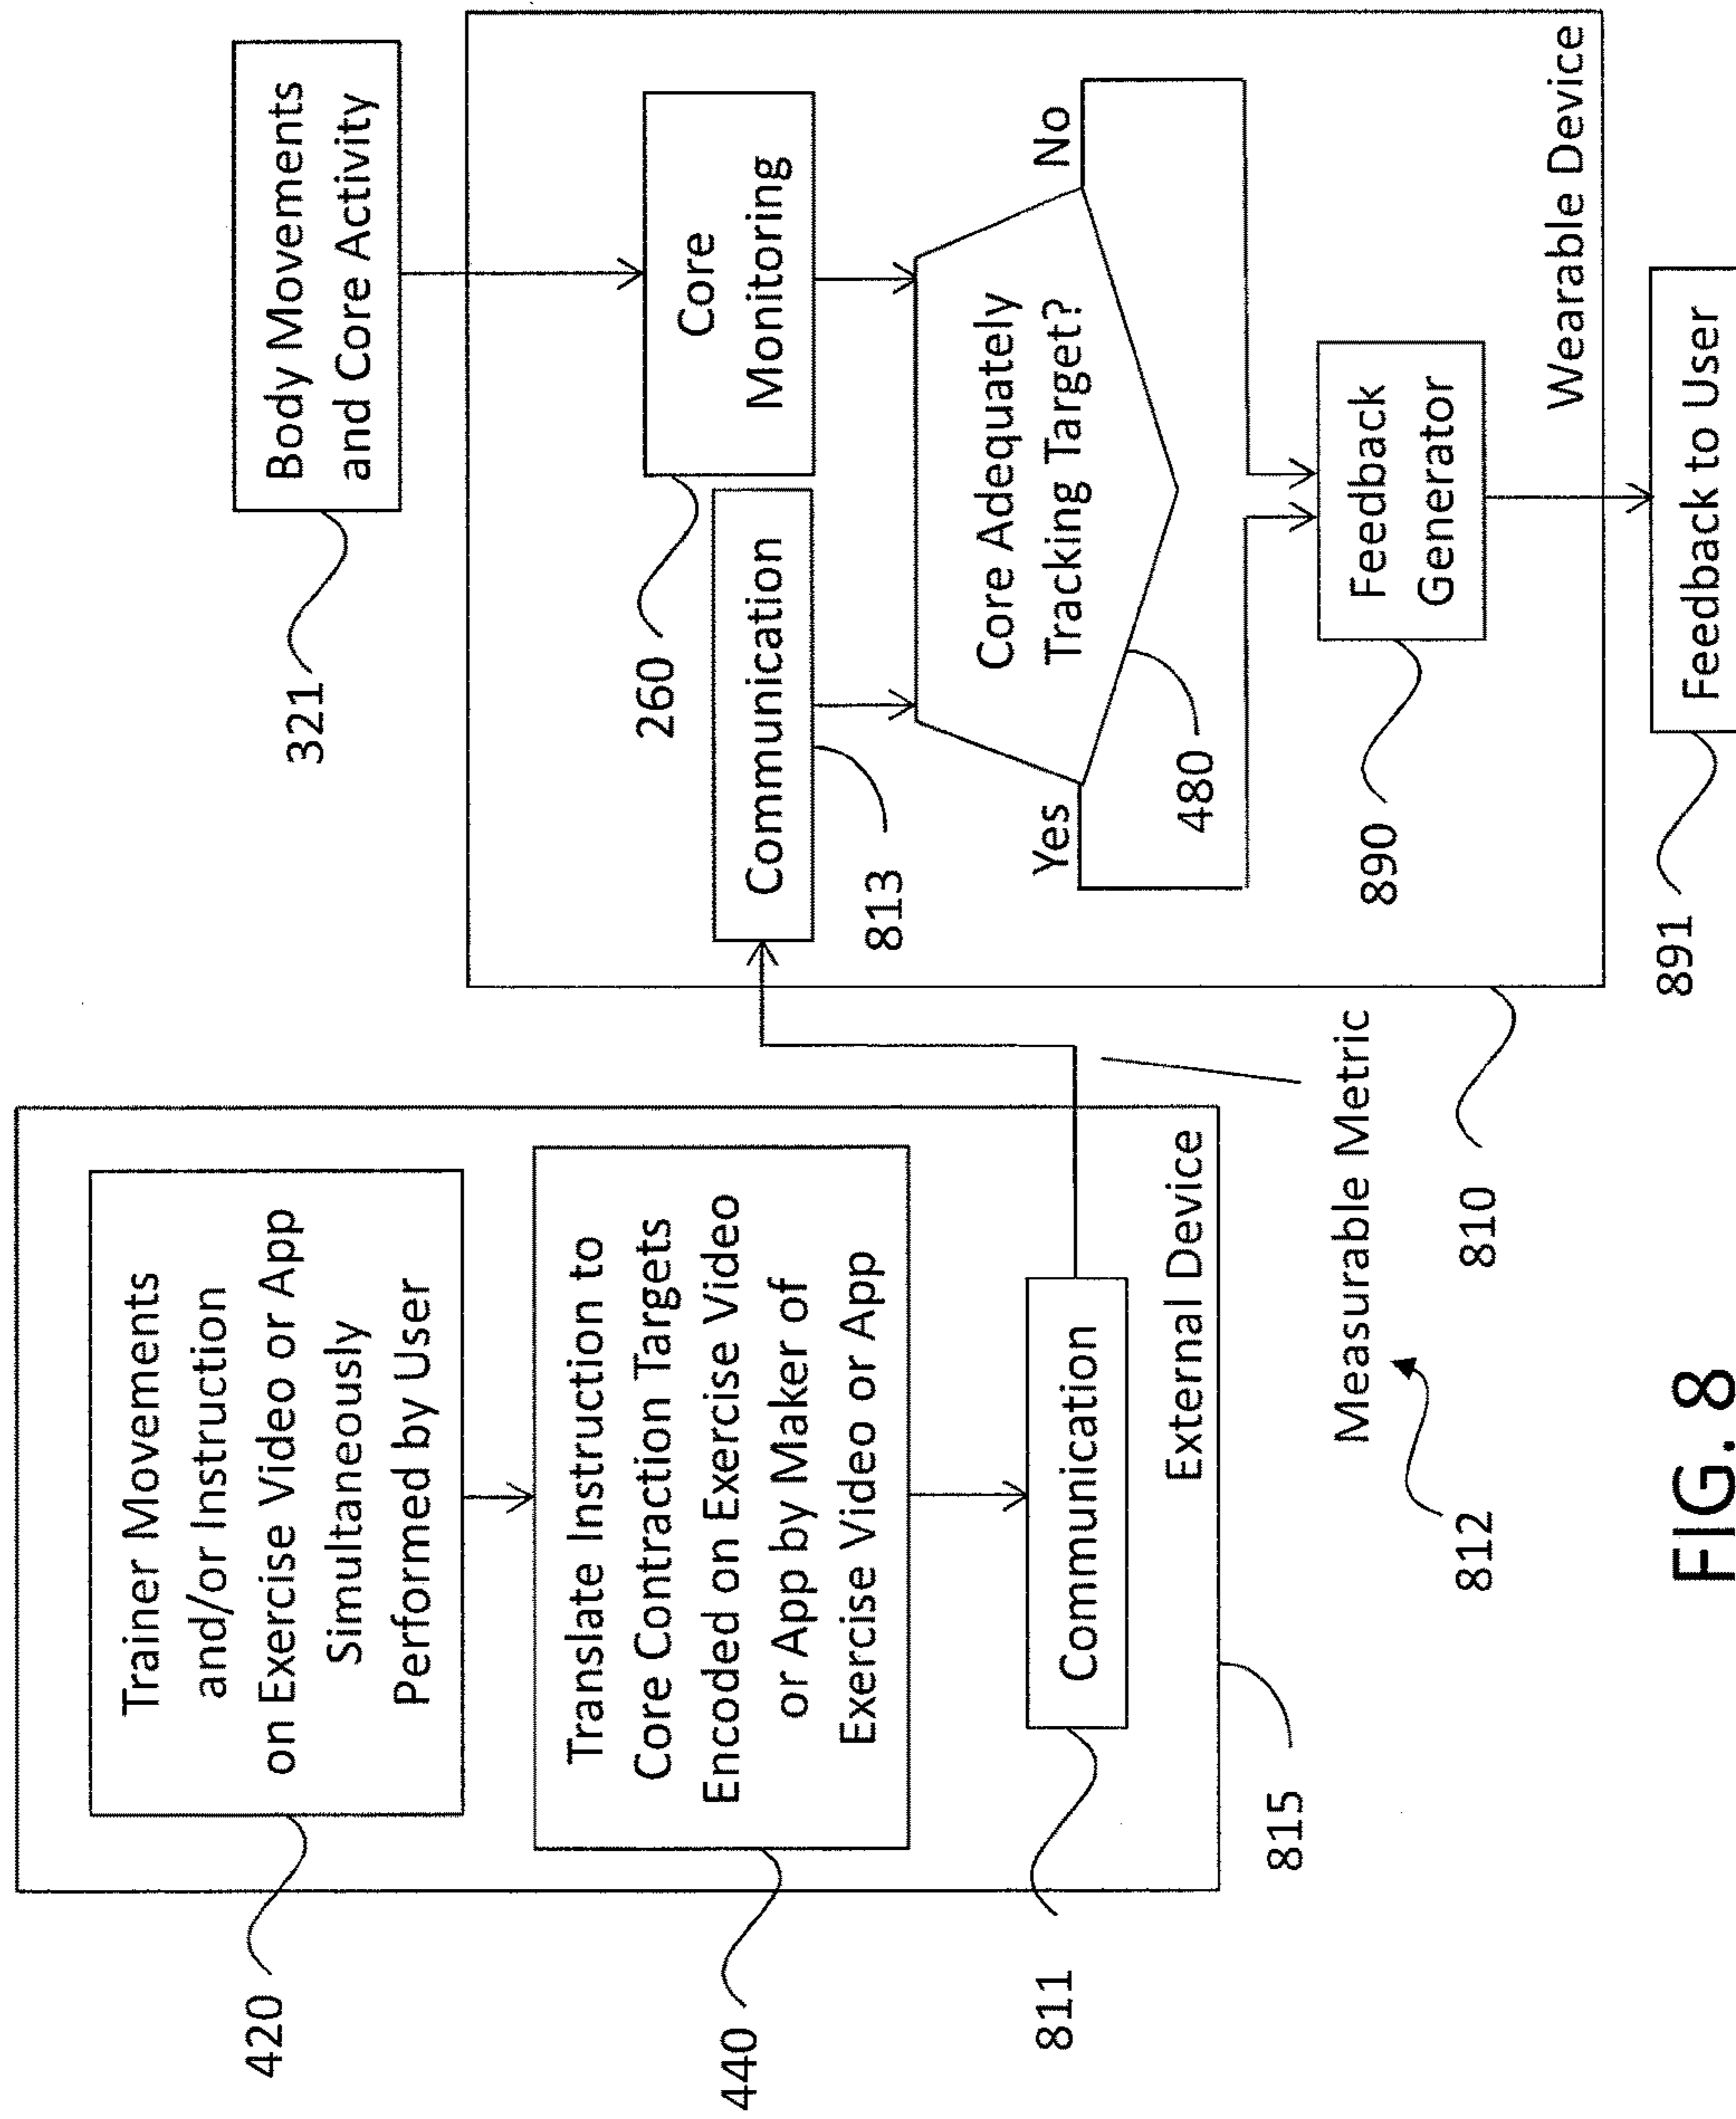 420
Trainer Movements
and/or Instruction
on Exercise Video or App
Simultaneously
Performed by User
440
Translate Instruction to
Core Contraction Targets
Encoded on Exercise Video
or App by Maker of
Exercise Video or App
811
Communication
External Device
815
Measurable Metric
812
321
Body Movements
and Core Activity
260
Core
Monitoring
Communication
813
Core Adequately
Tracking Target?
Yes
No
480
890
Feedback
Generator
Wearable Device
810
891
Feedback to User
FIG. 8